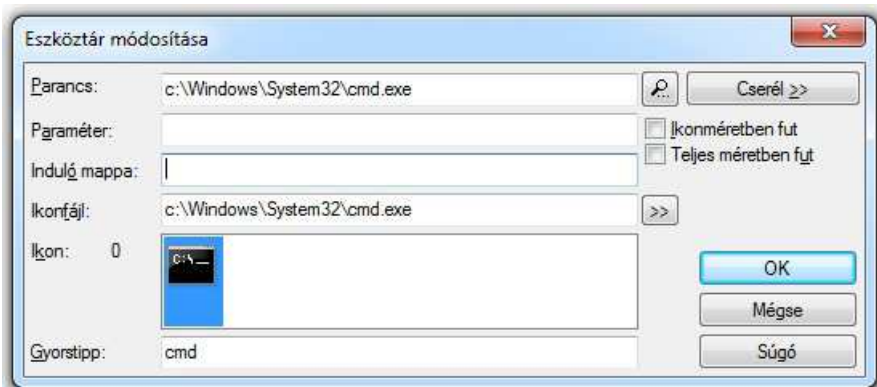 Eszköztár módosítása
Parancs: c:\Windows\System32\cmd.exe Cserél >>
Paraméter: Ikonméretben fut
Teljes méretben fut
Induló mappa:
Ikonfájl: c:\Windows\System32\cmd.exe >>
Ikon: 0 C:\_
OK
Mégse
Gyorstipp: cmd Súgó